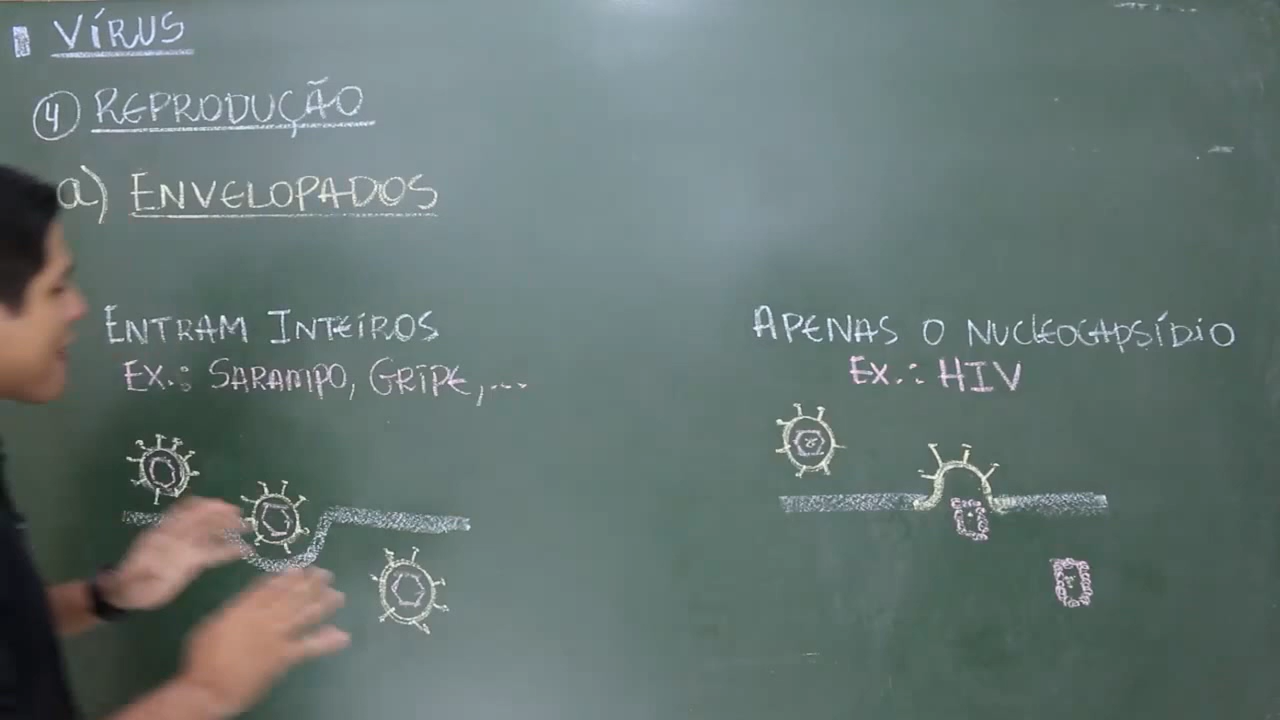 VÍRUS
4 REPRODUÇÃO
a) ENVELOPADOS
ENTRAM INTEIROS
EX.: SARAMPO, GRIPE,...
APENAS O NUCLEOCAPSÍDIO
EX.: HIV